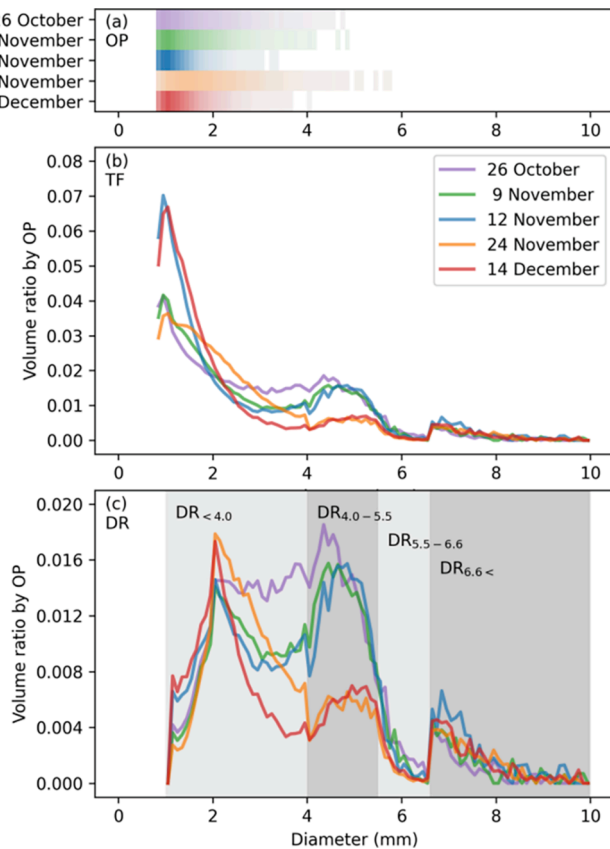 6 October
November
November
November
December
(a)
OP
0 2 4 6 8 10
(b)
TF
Volume ratio by OP
0.08
0.07
0.06
0.05
0.04
0.03
0.02
0.01
0.00
26 October
9 November
12 November
24 November
14 December
0 2 4 6 8 10
(c)
DR
Volume ratio by OP
0.020
0.016
0.012
0.008
0.004
0.000
DR<4.0
DR4.0−5.5
DR5.5−6.6
DR6.6<
0 2 4 6 8 10
Diameter (mm)